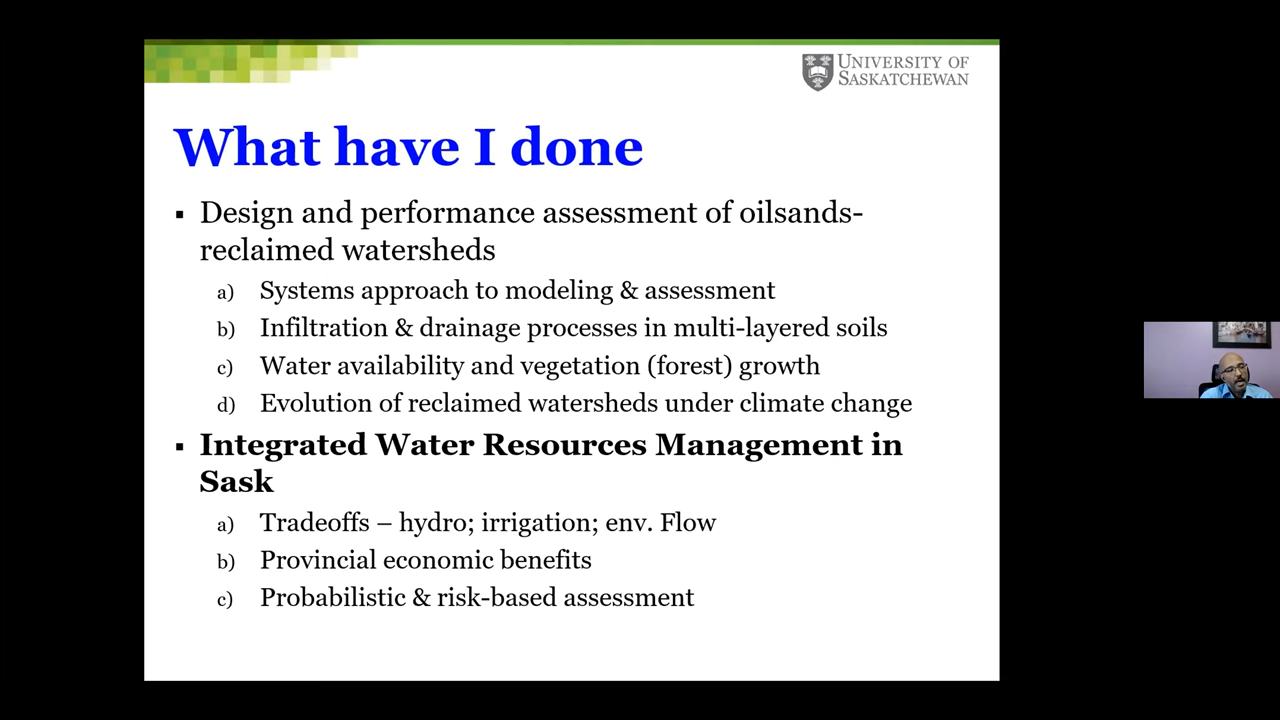 UNIVERSITY OF
SASKATCHEWAN
What have I done
▪ Design and performance assessment of oilsands-
reclaimed watersheds
a) Systems approach to modeling & assessment
b) Infiltration & drainage processes in multi-layered soils
c) Water availability and vegetation (forest) growth
d) Evolution of reclaimed watersheds under climate change
▪ Integrated Water Resources Management in
Sask
a) Tradeoffs – hydro; irrigation; env. Flow
b) Provincial economic benefits
c) Probabilistic & risk-based assessment